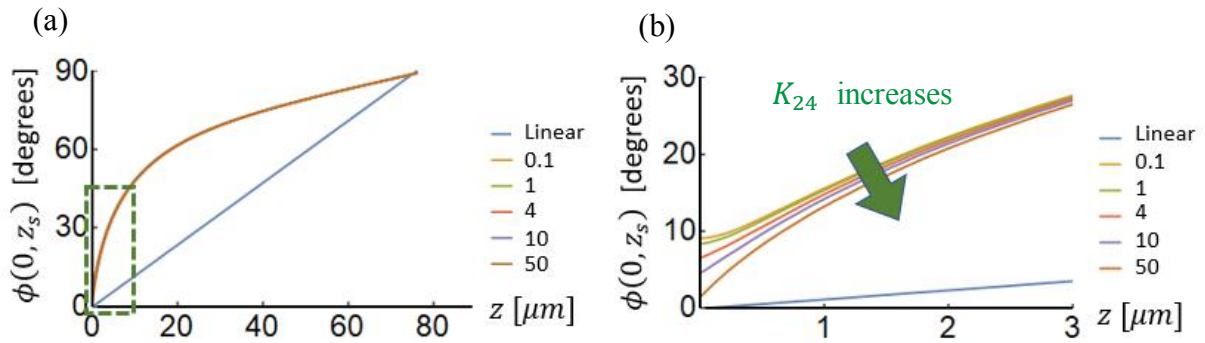 (a)
ϕ(0, z_s) [degrees]
90
60
30
0
0 20 40 60 80
z [μm]
Linear
0.1
1
4
10
50
(b)
ϕ(0, z_s) [degrees]
30
20
10
0
1 2 3
z [μm]
K_24 increases
Linear
0.1
1
4
10
50